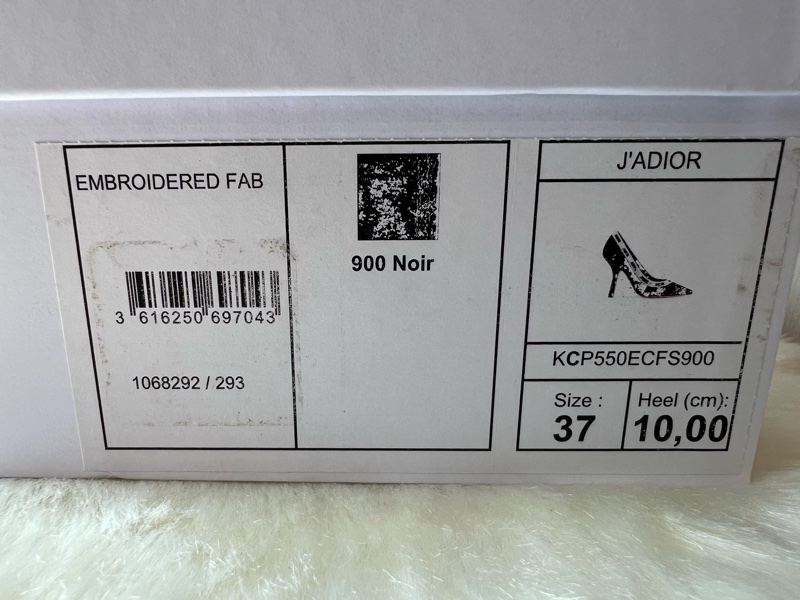 EMBROIDERED FAB
3 616250 697043
1068292 / 293
900 Noir
J'ADIOR
KCP550ECFS900
Size :
37
Heel (cm):
10,00